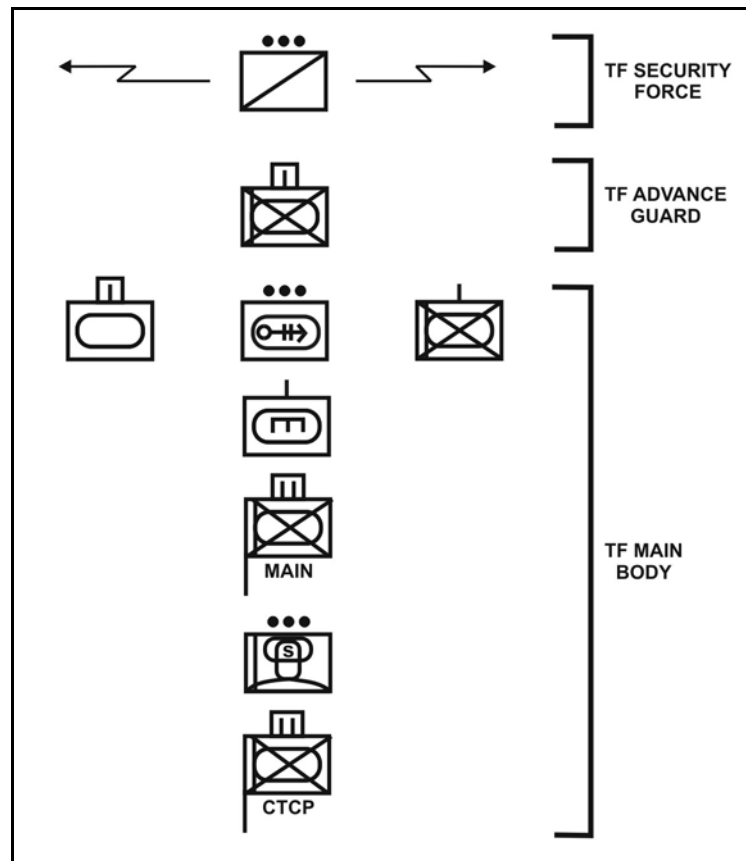 TF SECURITY
FORCE
TF ADVANCE
GUARD
MAIN
TF MAIN
BODY
S
CTCP